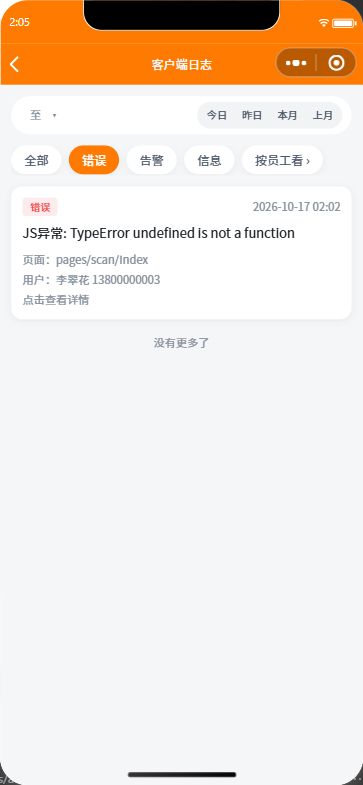 2:05
客户端日志
至
今日 昨日 本月 上月
全部 错误 告警 信息 按员工看 ›
错误 2026-10-17 02:02
JS异常: TypeError undefined is not a function
页面：pages/scan/index
用户：李翠花 13800000003
点击查看详情
没有更多了